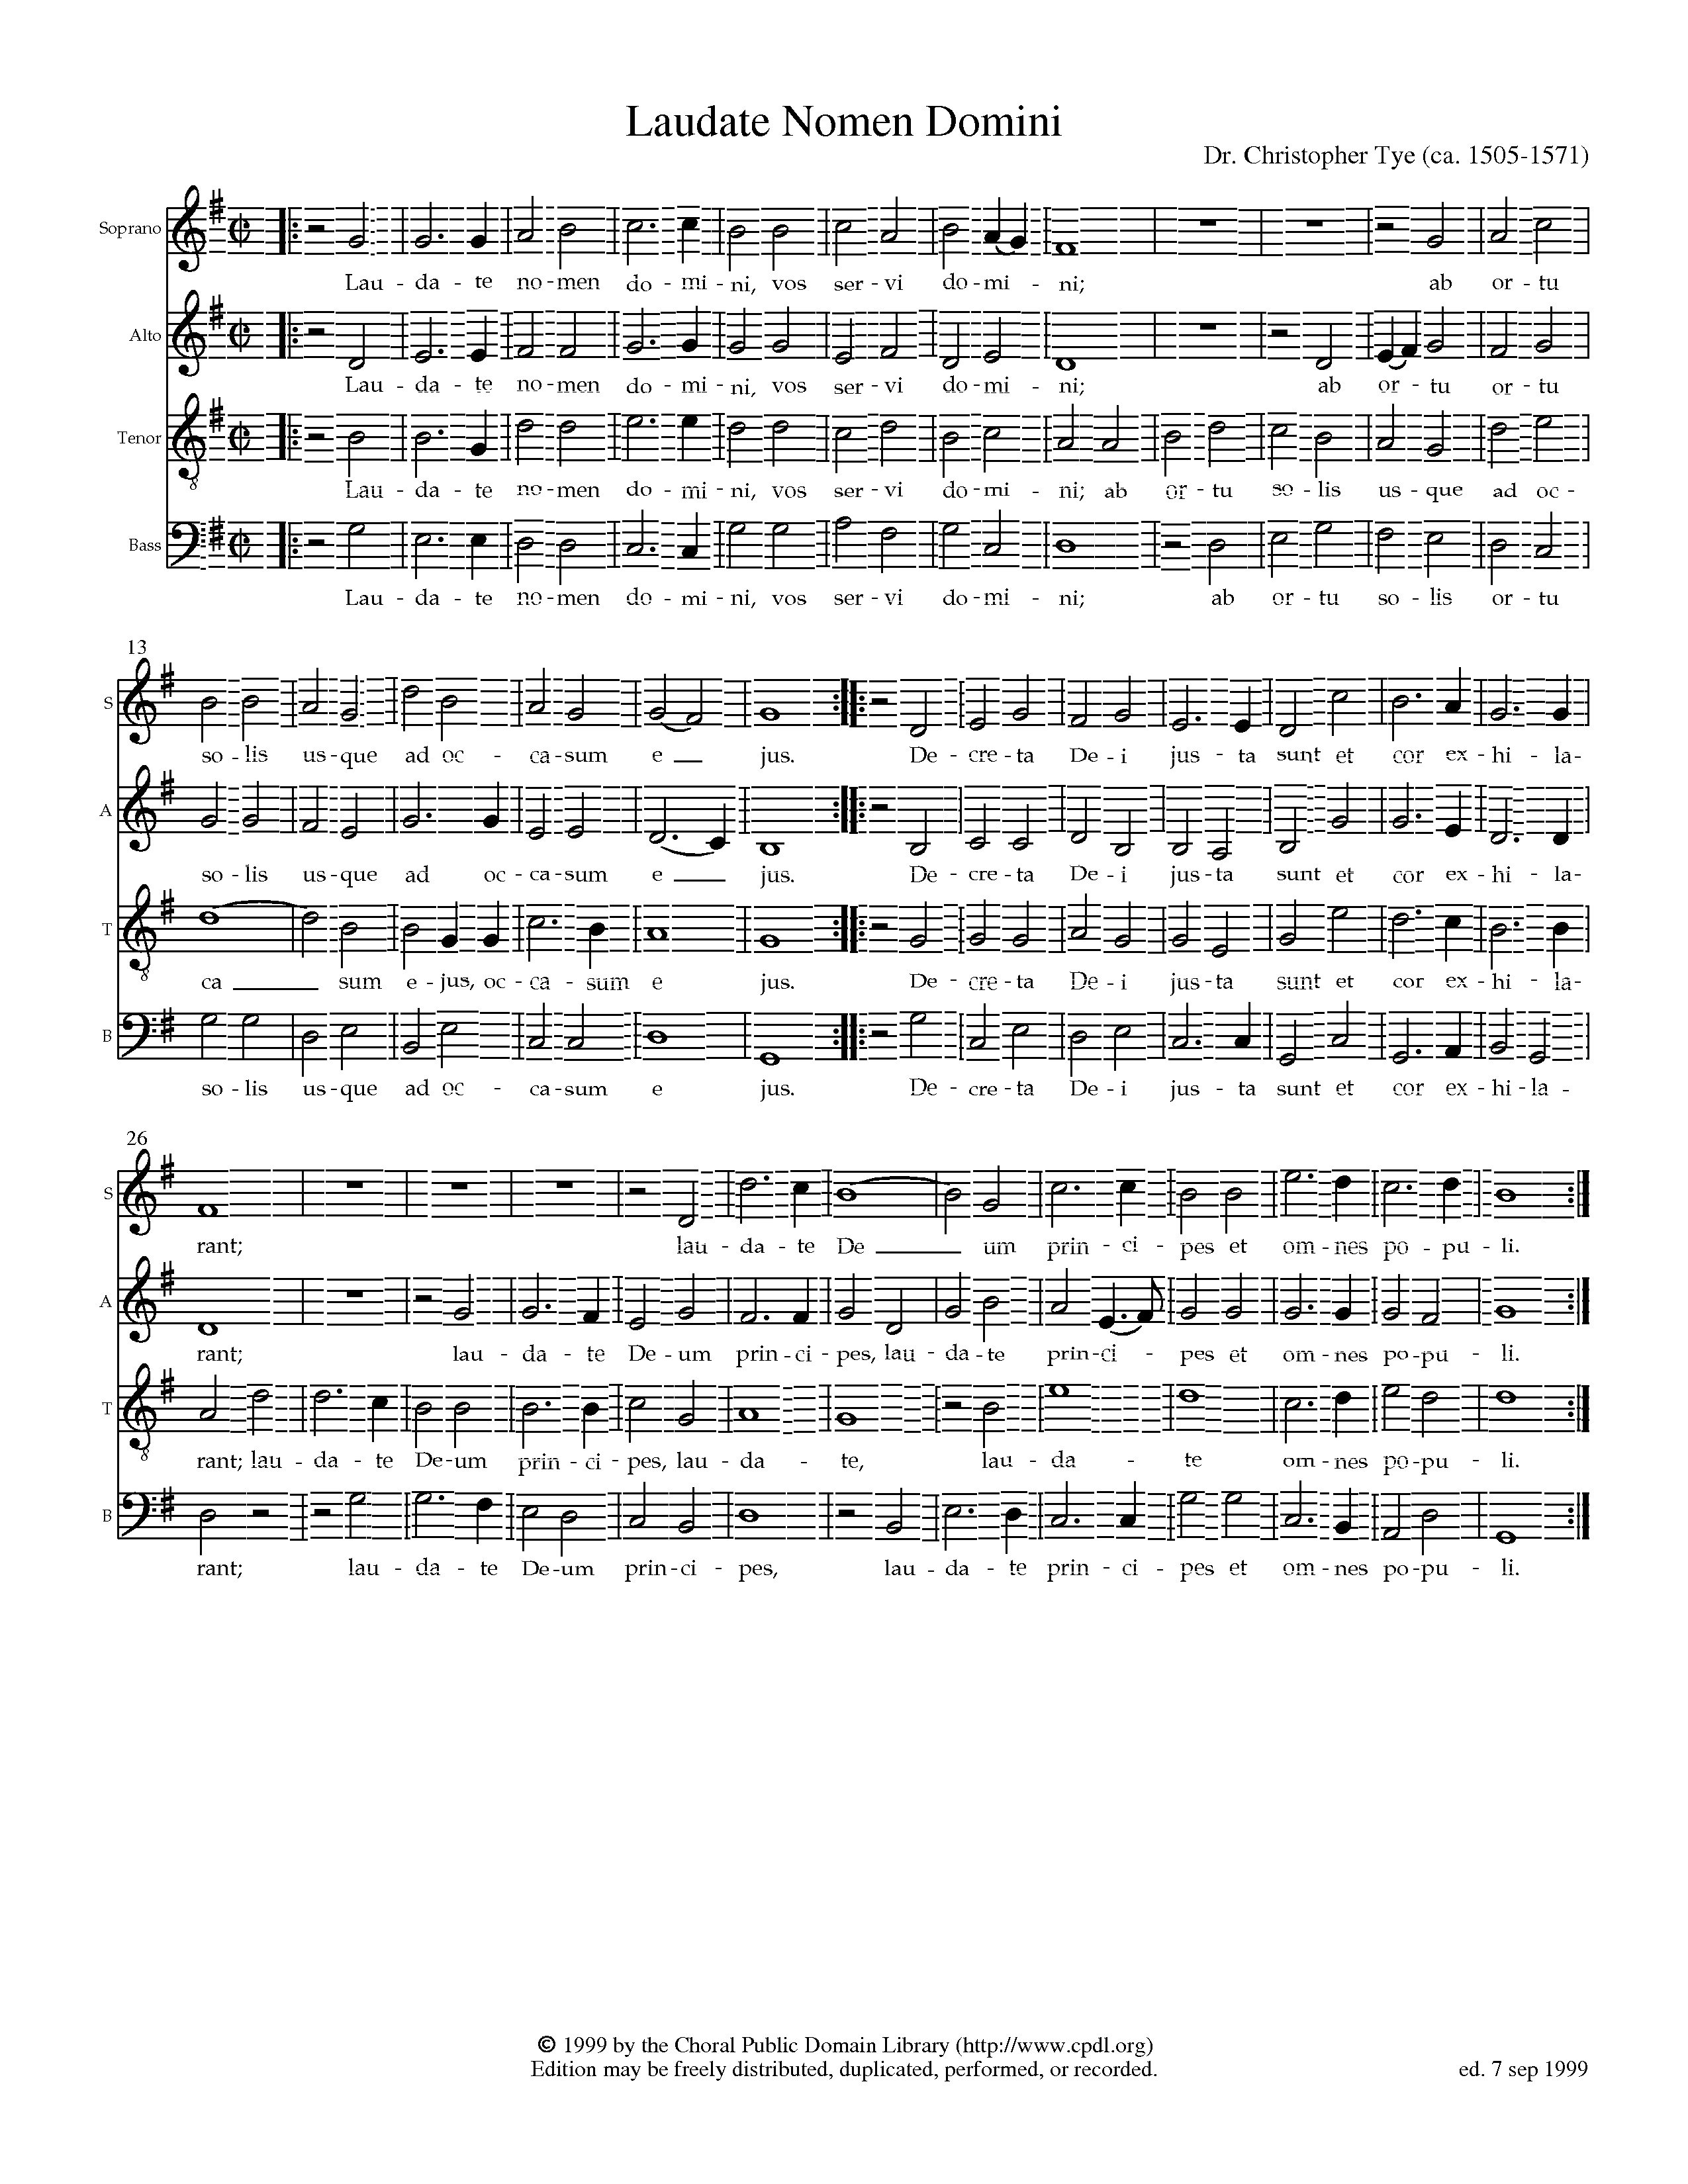 Laudate Nomen Domini
Dr. Christopher Tye (ca. 1505-1571)
Soprano
Lau - da - te no - men do - mi - ni, vos ser - vi do - mi - ni; ab or - tu
Alto
Lau - da - te no - men do - mi - ni, vos ser - vi do - mi - ni; ab or - tu or - tu
Tenor
8
Lau - da - te no - men do - mi - ni, vos ser - vi do - mi - ni; ab or - tu so - lis us - que ad oc -
Bass
Lau - da - te no - men do - mi - ni, vos ser - vi do - mi - ni; ab or - tu so - lis or - tu
13
S
so - lis us - que ad oc - ca - sum e jus. De - cre - ta De - i jus - ta sunt et cor ex - hi - la -
A
so - lis us - que ad oc - ca - sum e jus. De - cre - ta De - i jus - ta sunt et cor ex - hi - la -
T
8
ca sum e - jus, oc - ca - sum e jus. De - cre - ta De - i jus - ta sunt et cor ex - hi - la -
B
so - lis us - que ad oc - ca - sum e jus. De - cre - ta De - i jus - ta sunt et cor ex - hi - la -
26
S
rant; lau - da - te De um prin - ci - pes et om - nes po - pu - li.
A
rant; lau - da - te De - um prin - ci - pes, lau - da - te prin - ci - pes et om - nes po - pu - li.
T
8
rant; lau - da - te De - um prin - ci - pes, lau - da - te, lau - da - te om - nes po - pu - li.
B
rant; lau - da - te De - um prin - ci - pes, lau - da - te prin - ci - pes et om - nes po - pu - li.
© 1999 by the Choral Public Domain Library (http://www.cpdl.org)
Edition may be freely distributed, duplicated, performed, or recorded.
ed. 7 sep 1999